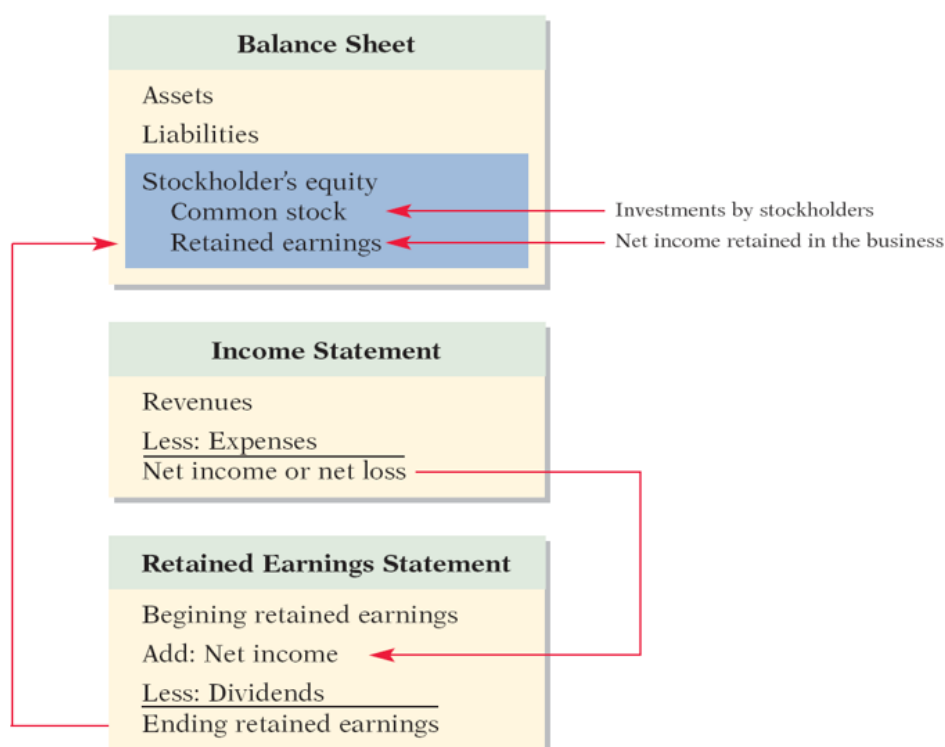 Balance Sheet
Assets
Liabilities
Stockholder's equity
Common stock
Investments by stockholders
Retained earnings
Net income retained in the business
Income Statement
Revenues
Less: Expenses
Net income or net loss
Retained Earnings Statement
Begining retained earnings
Add: Net income
Less: Dividends
Ending retained earnings